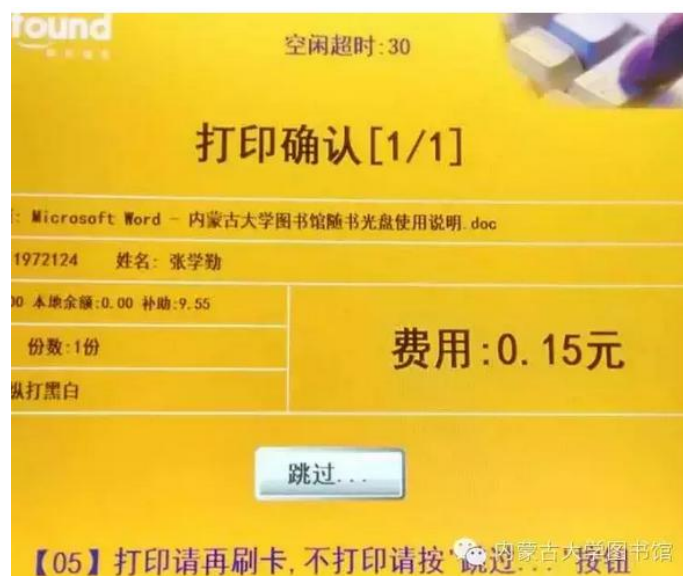 found
空闲超时:30
打印确认[1/1]
: Microsoft Word - 内蒙古大学图书馆随书光盘使用说明.doc
1972124 姓名: 张学勤
00 本地余额:0.00 补助:9.55
份数:1份
费用:0.15元
纵打黑白
跳过...
【05】打印请再刷卡,不打印请按"跳过..."按钮
内蒙古大学图书馆